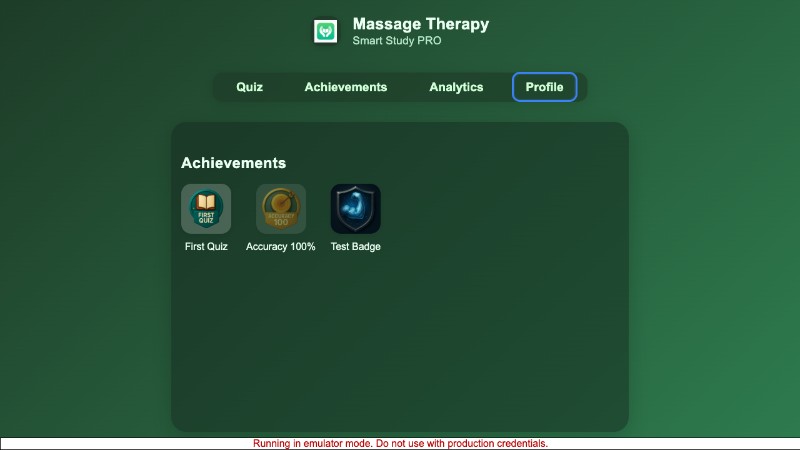 Massage Therapy
Smart Study PRO
Quiz
Achievements
Analytics
Profile
Achievements
FIRST
QUIZ
ACCURACY
100
First Quiz
Accuracy 100%
Test Badge
Running in emulator mode. Do not use with production credentials.